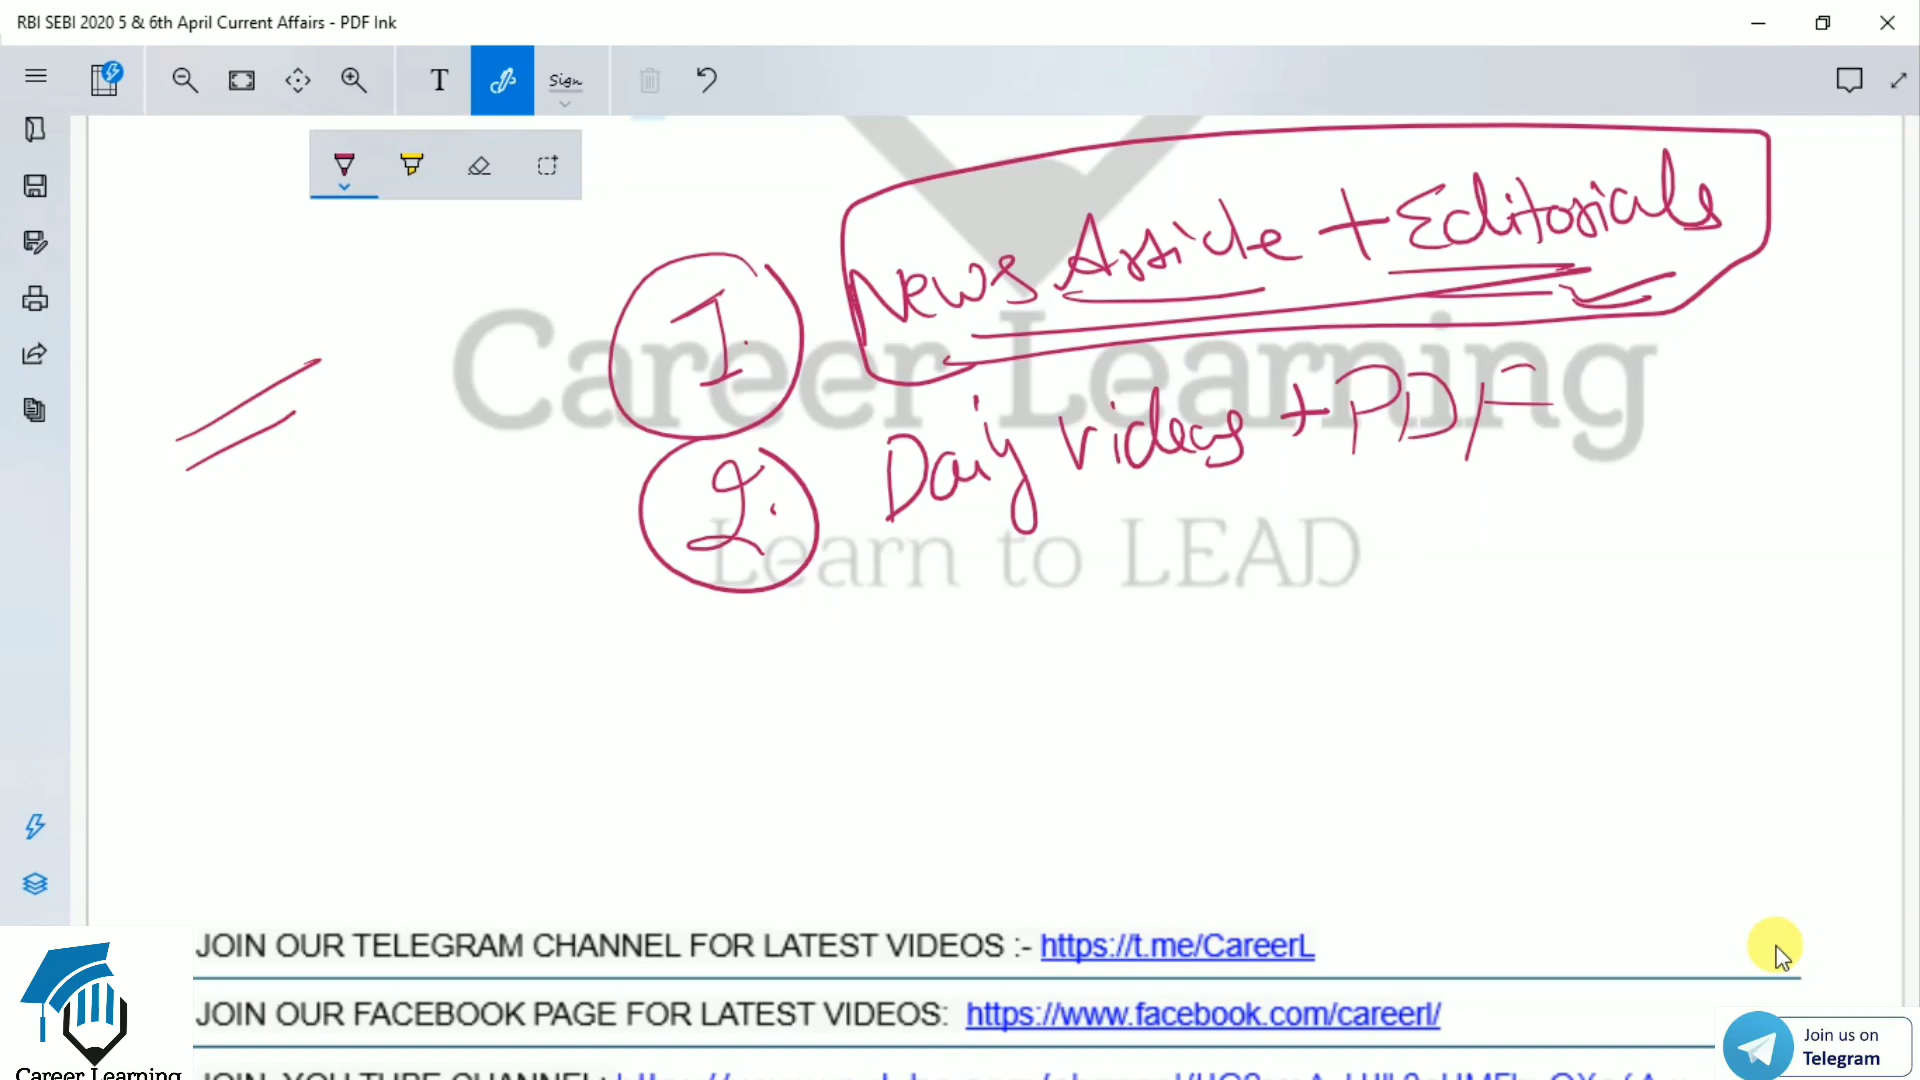 RBI SEBI 2020 5 & 6th April Current Affairs - PDF Ink
T
Sign
1. News Article + Editorials
Career Learning
2. Daiy videos + PDF
Learn to LEAD
JOIN OUR TELEGRAM CHANNEL FOR LATEST VIDEOS :- https://t.me/CareerL
JOIN OUR FACEBOOK PAGE FOR LATEST VIDEOS: https://www.facebook.com/careerl/
Join us on
Telegram
Career Learning